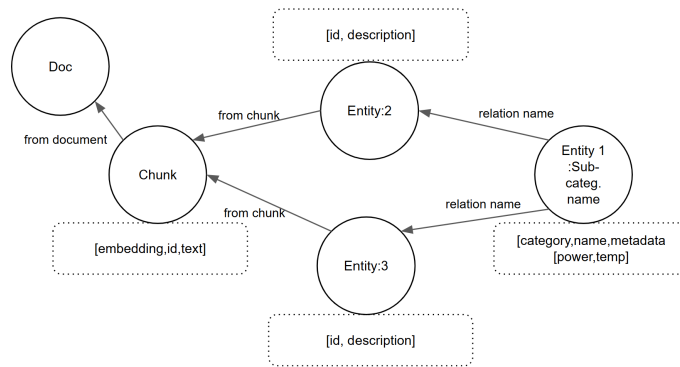 [id, description]
Doc
Entity:2
from chunk
relation name
from document
Chunk
Entity 1
:Sub-
categ.
name
from chunk
relation name
[embedding,id,text]
[category,name,metadata
[power,temp]
Entity:3
[id, description]